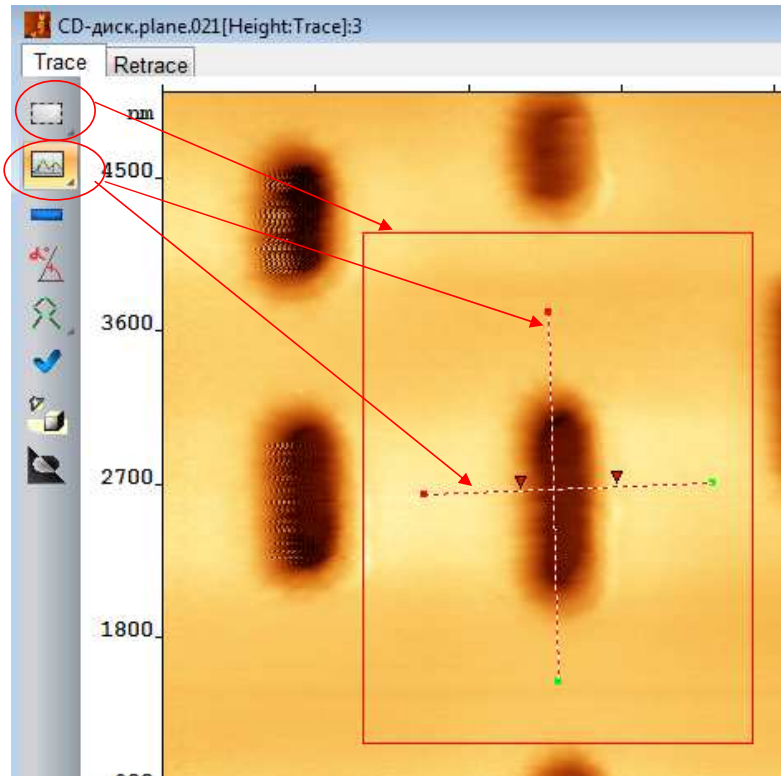 CD-диск.plane.021[Height:Trace]:3
Trace Retrace
nm
4500
α°
3600
2700
1800